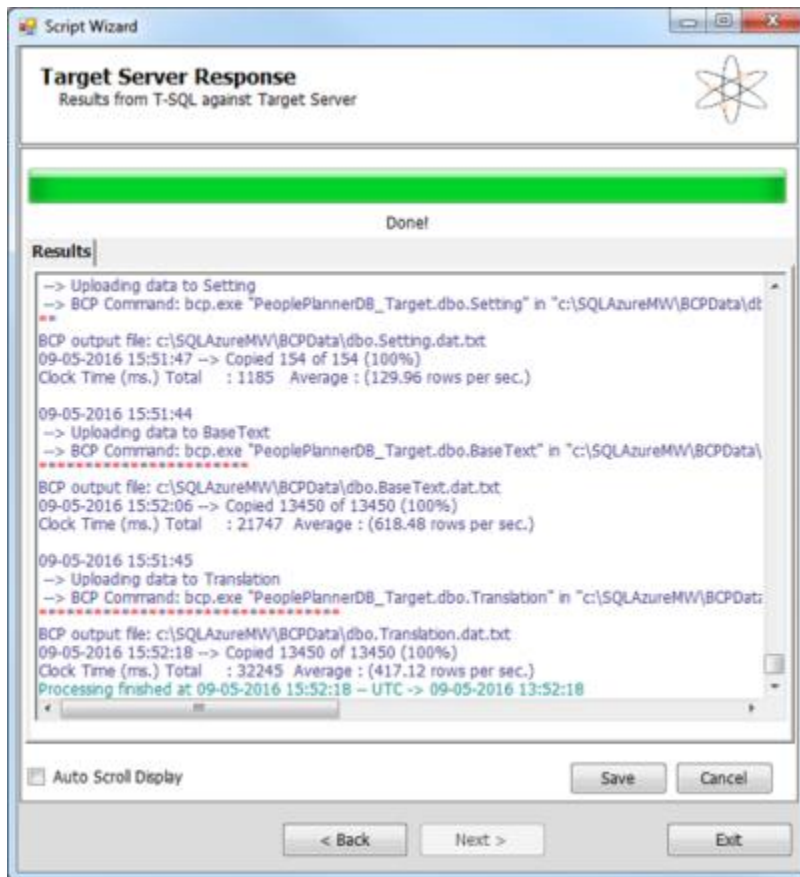 Script Wizard
Target Server Response
Results from T-SQL against Target Server
Done!
Results
--> Uploading data to Setting
--> BCP Command: bcp.exe "PeoplePlannerDB_Target.dbo.Setting" in "c:\SQLAzureMW\BCPData\db
**
BCP output file: c:\SQLAzureMW\BCPData\dbo.Setting.dat.txt
09-05-2016 15:51:47 --> Copied 154 of 154 (100%)
Clock Time (ms.) Total : 1185 Average : (129.96 rows per sec.)
09-05-2016 15:51:44
--> Uploading data to BaseText
--> BCP Command: bcp.exe "PeoplePlannerDB_Target.dbo.BaseText" in "c:\SQLAzureMW\BCPData\
BCP output file: c:\SQLAzureMW\BCPData\dbo.BaseText.dat.txt
09-05-2016 15:52:06 --> Copied 13450 of 13450 (100%)
Clock Time (ms.) Total : 21747 Average : (618.48 rows per sec.)
09-05-2016 15:51:45
--> Uploading data to Translation
--> BCP Command: bcp.exe "PeoplePlannerDB_Target.dbo.Translation" in "c:\SQLAzureMW\BCPData
BCP output file: c:\SQLAzureMW\BCPData\dbo.Translation.dat.txt
09-05-2016 15:52:18 --> Copied 13450 of 13450 (100%)
Clock Time (ms.) Total : 32245 Average : (417.12 rows per sec.)
Processing finished at 09-05-2016 15:52:18 -- UTC -> 09-05-2016 13:52:18
Auto Scroll Display
Save
Cancel
< Back
Next >
Exit